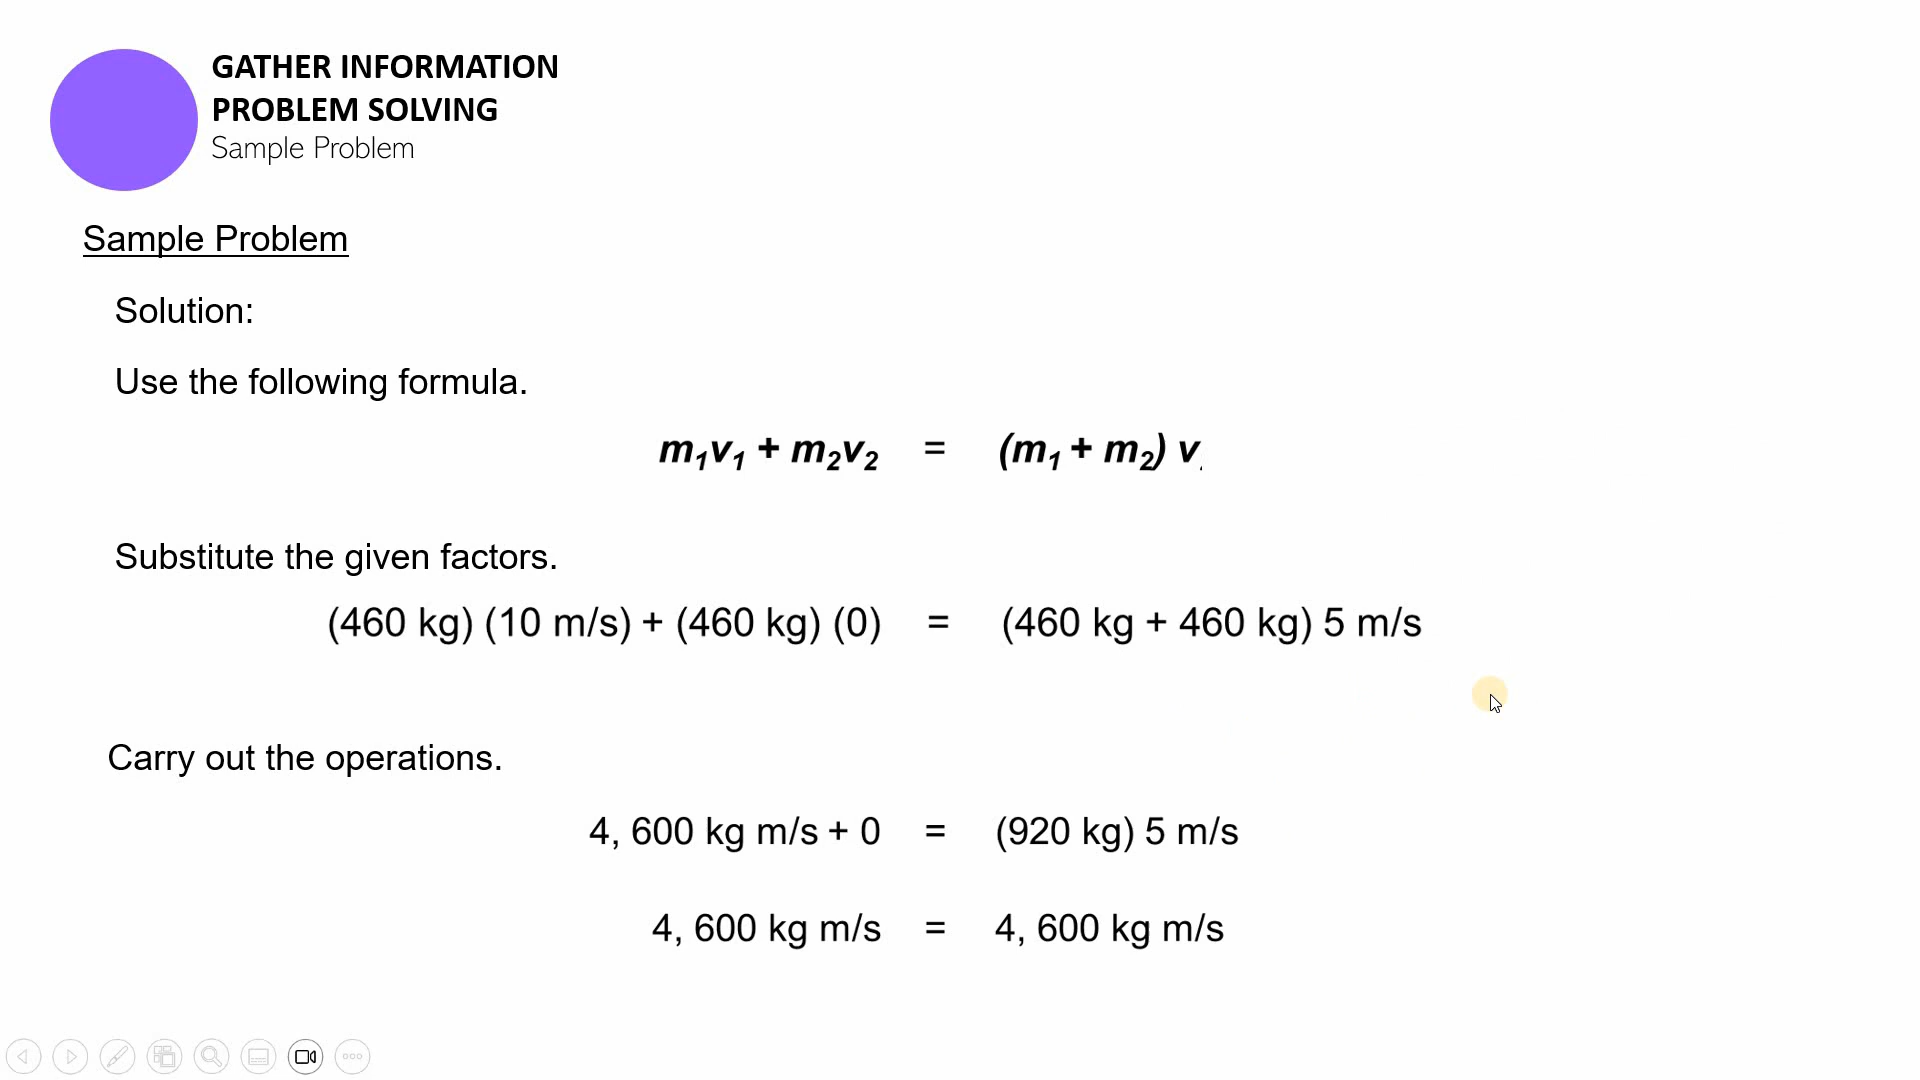 GATHER INFORMATION
PROBLEM SOLVING
Sample Problem
Sample Problem
Solution:
Use the following formula.
m₁v₁ + m₂v₂ = (m₁ + m₂) v
Substitute the given factors.
(460 kg) (10 m/s) + (460 kg) (0) = (460 kg + 460 kg) 5 m/s
Carry out the operations.
4, 600 kg m/s + 0 = (920 kg) 5 m/s
4, 600 kg m/s = 4, 600 kg m/s